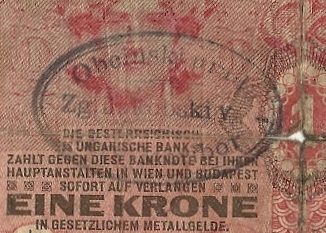 DIE OESTERREICHISCH
UNGARISCHE BANK
ZAHLT GEGEN DIESE BANKNOTE BEI IHREN
HAUPTANSTALTEN IN WIEN UND BUDAPEST
SOFORT AUF VERLANGEN
EINE KRONE
IN GESETZLICHEM METALLGELDE.